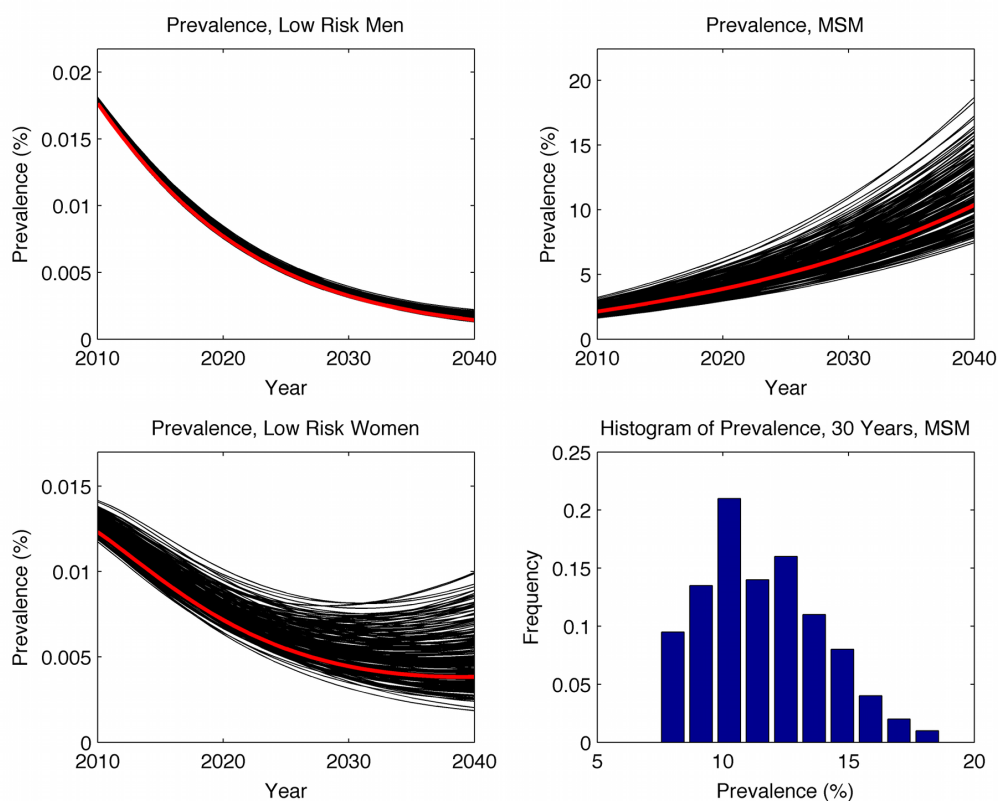 Prevalence, Low Risk Men
Prevalence (%)
0.02
0.015
0.01
0.005
0
2010 2020 2030 2040
Year
Prevalence, MSM
Prevalence (%)
20
15
10
5
0
2010 2020 2030 2040
Year
Prevalence, Low Risk Women
Prevalence (%)
0.015
0.01
0.005
0
2010 2020 2030 2040
Year
Histogram of Prevalence, 30 Years, MSM
Frequency
0.25
0.2
0.15
0.1
0.05
0
5 10 15 20
Prevalence (%)